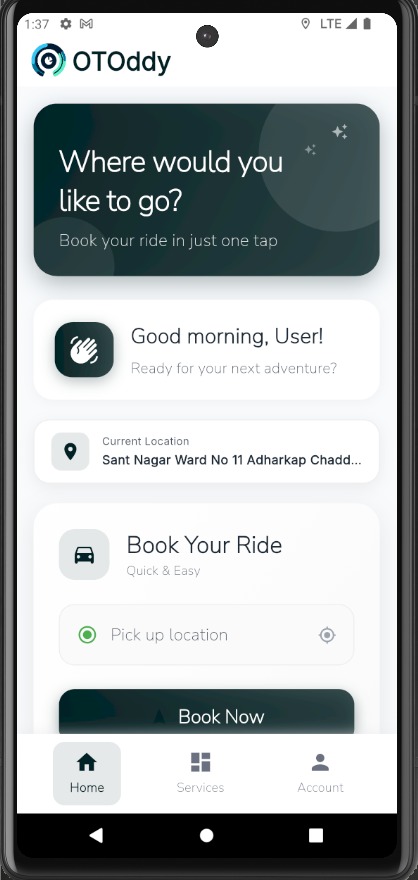 1:37
LTE
OTOddy
Where would you
like to go?
Book your ride in just one tap
Good morning, User!
Ready for your next adventure?
Current Location
Sant Nagar Ward No 11 Adharkap Chadd...
Book Your Ride
Quick & Easy
Pick up location
Book Now
Home
Services
Account